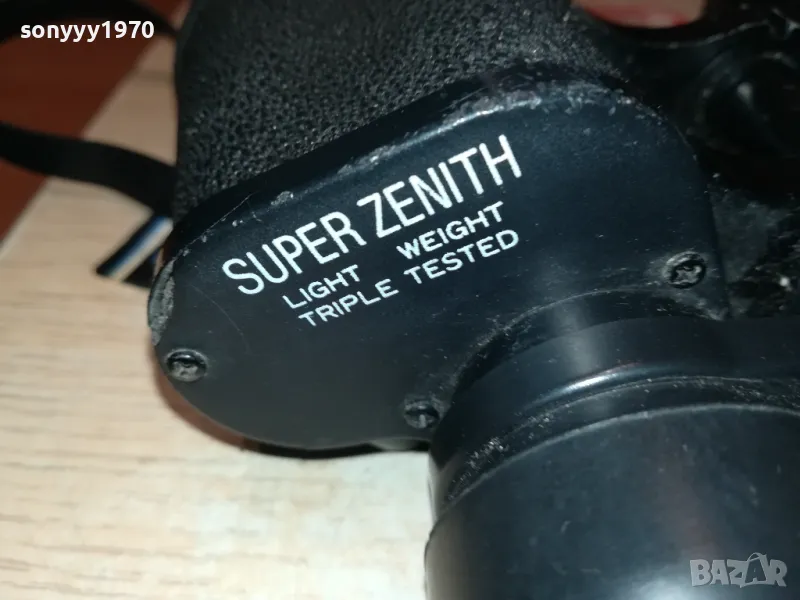 sonyyy1970
SUPER ZENITH
LIGHT WEIGHT
TRIPLE TESTED
BAZAR